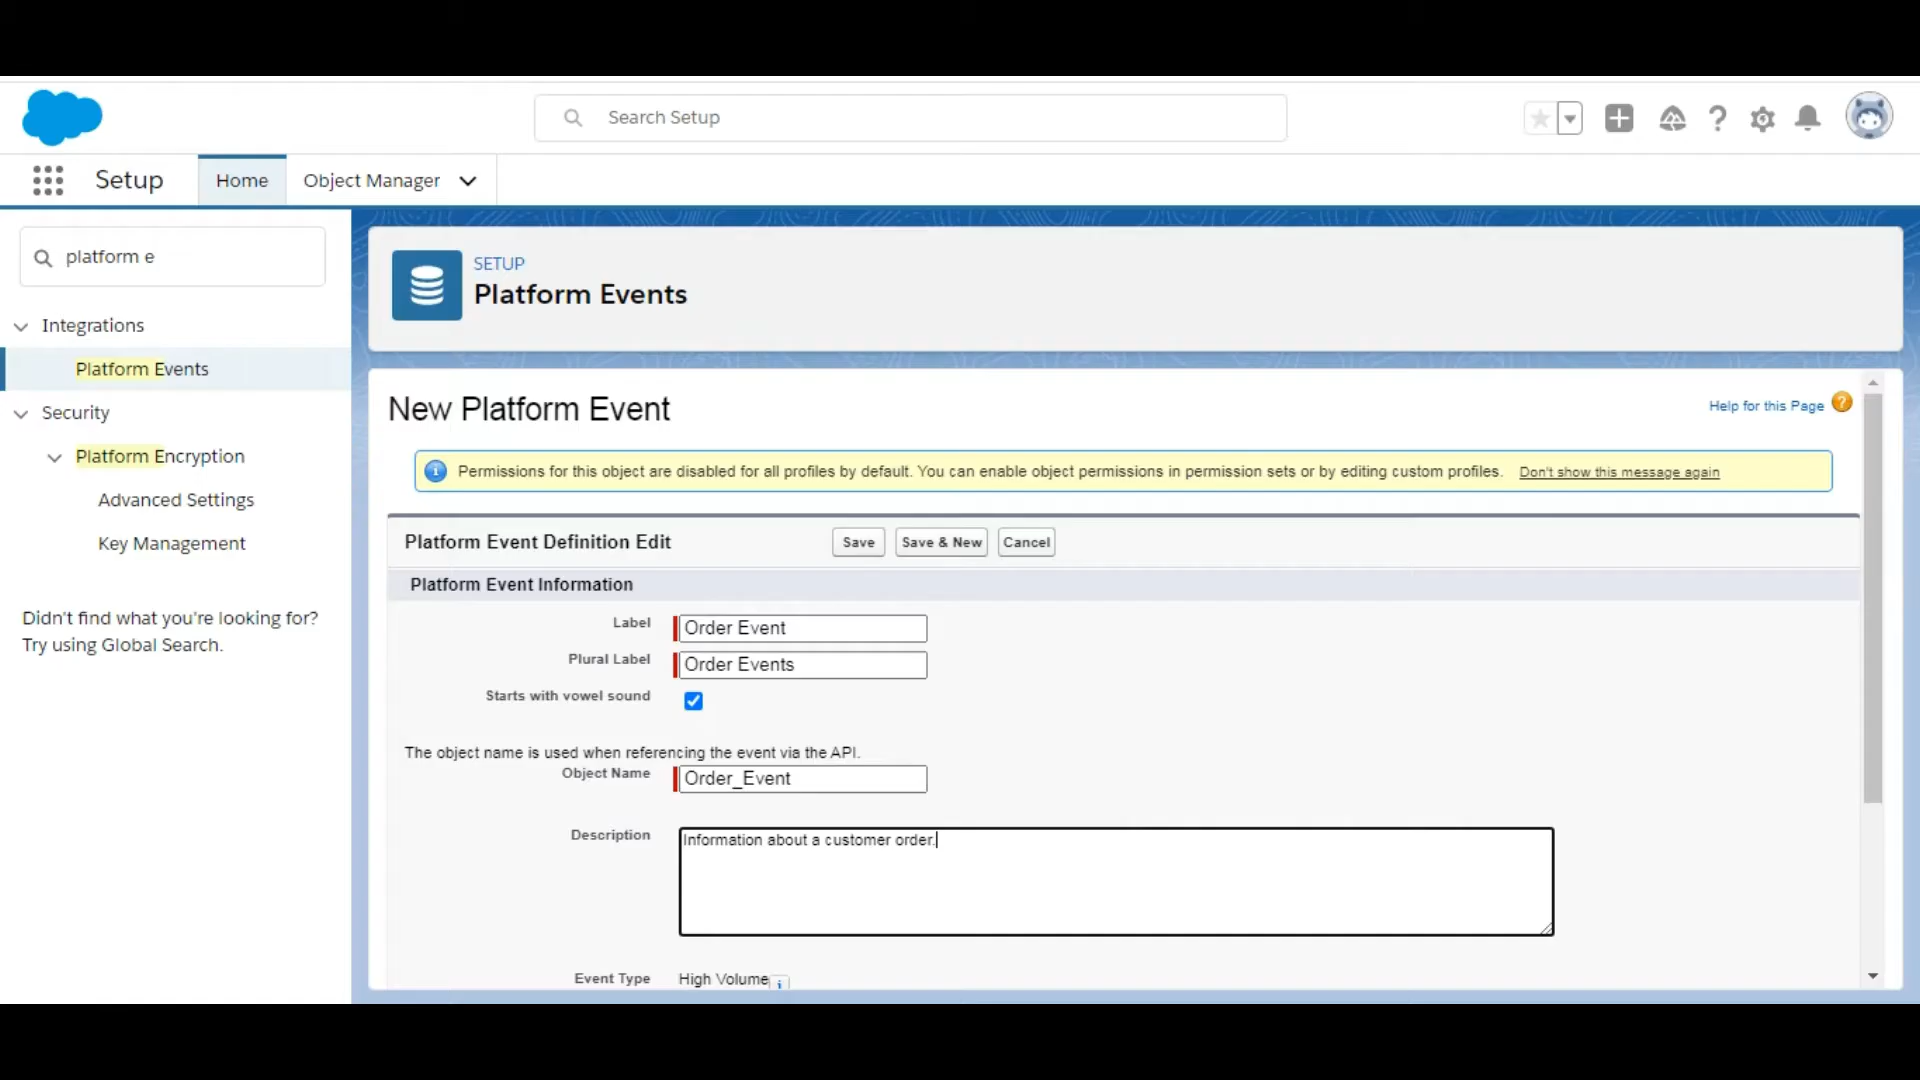 Search Setup
Setup
Home
Object Manager
platform e
Integrations
Platform Events
Security
Platform Encryption
Advanced Settings
Key Management
Didn't find what you're looking for?
Try using Global Search.
SETUP
Platform Events
New Platform Event
Help for this Page
Permissions for this object are disabled for all profiles by default. You can enable object permissions in permission sets or by editing custom profiles. Don't show this message again
Platform Event Definition Edit
Save
Save & New
Cancel
Platform Event Information
Label
Order Event
Plural Label
Order Events
Starts with vowel sound
The object name is used when referencing the event via the API.
Object Name
Order_Event
Description
Information about a customer order.
Event Type
High Volume